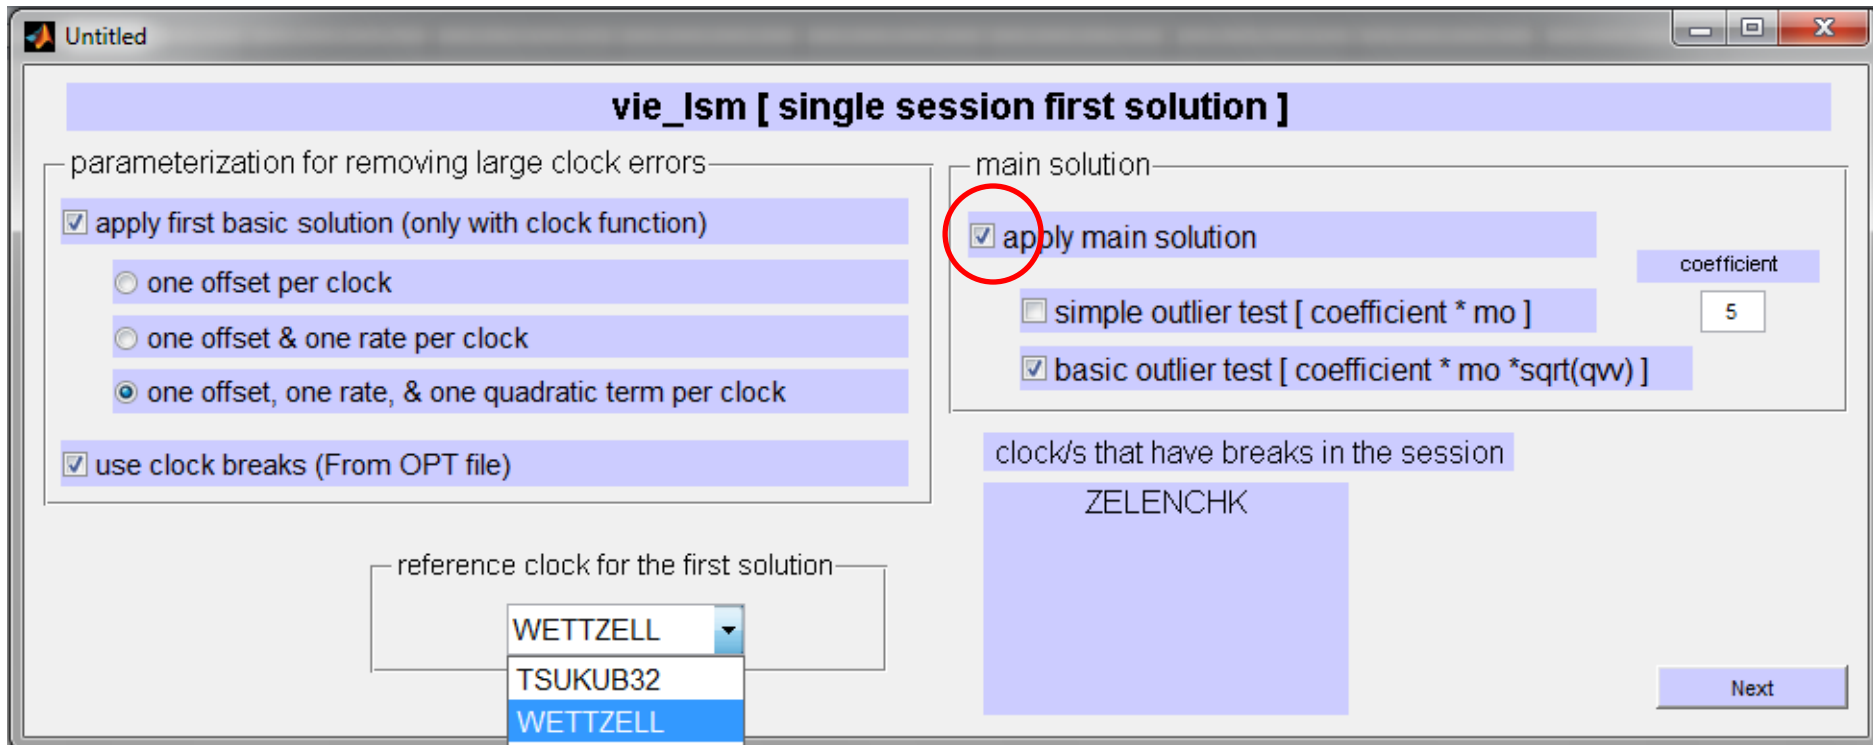 Untitled
vie_lsm [ single session first solution ]
parameterization for removing large clock errors
apply first basic solution (only with clock function)
one offset per clock
one offset & one rate per clock
one offset, one rate, & one quadratic term per clock
use clock breaks (From OPT file)
main solution
apply main solution
coefficient
simple outlier test [ coefficient * mo ]
5
basic outlier test [ coefficient * mo *sqrt(qvv) ]
clock/s that have breaks in the session
ZELENCHK
reference clock for the first solution
WETTZELL
TSUKUB32
WETTZELL
Next